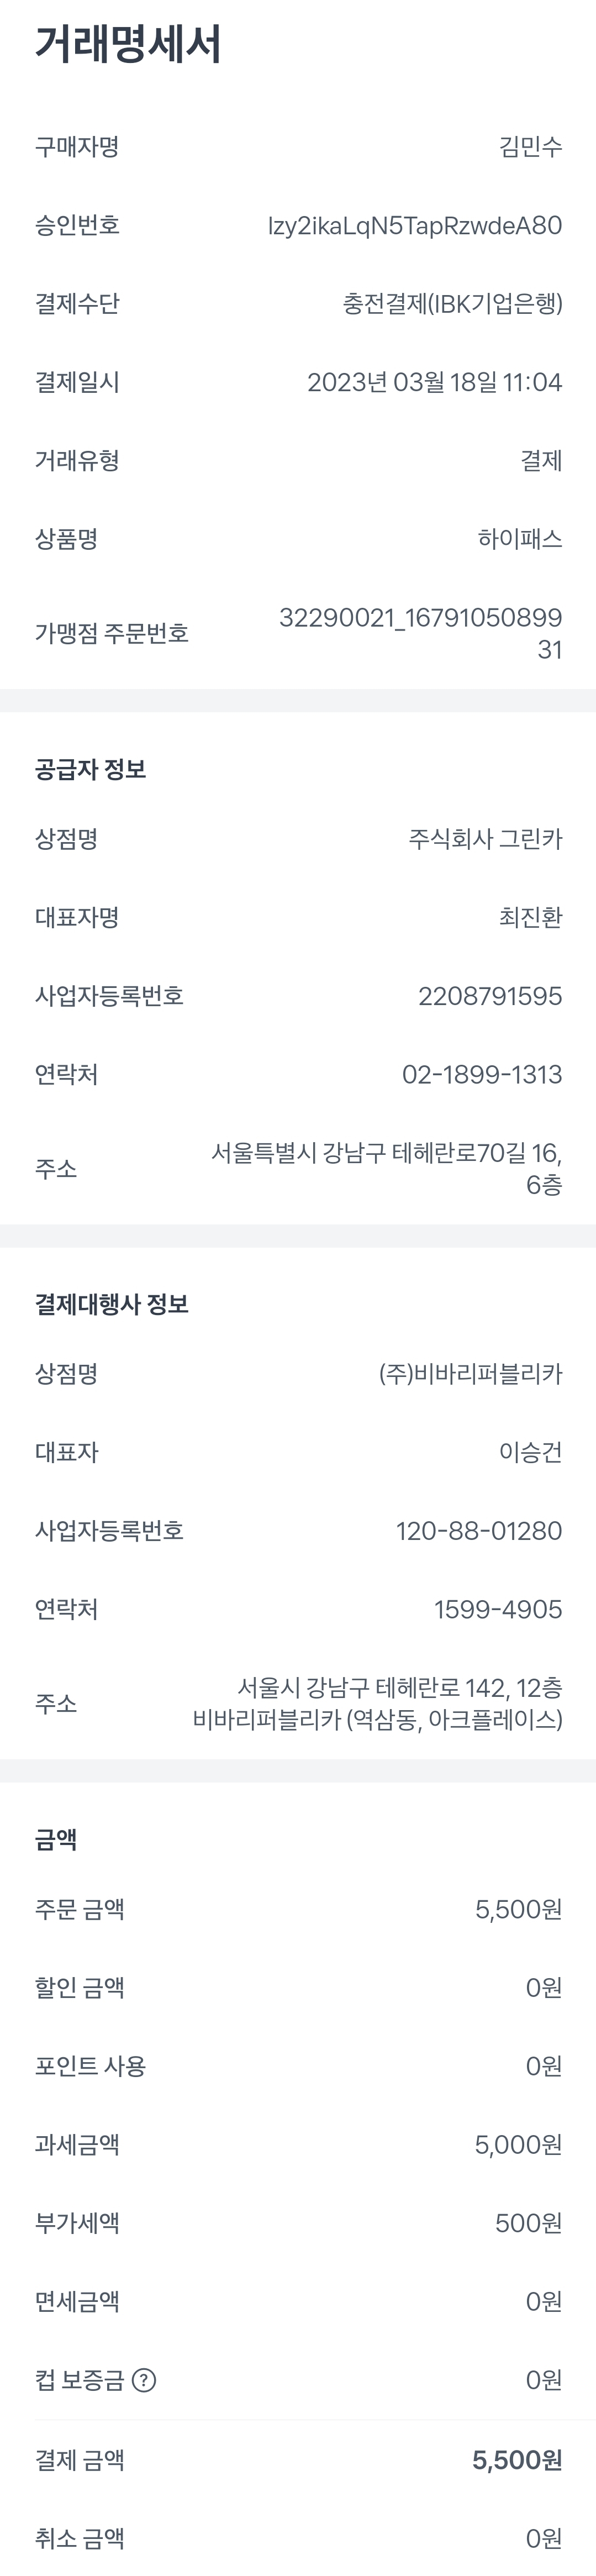 거래명세서
구매자명 김민수
승인번호 lzy2ikaLqN5TapRzwdeA80
결제수단 충전결제(IBK기업은행)
결제일시 2023년 03월 18일 11:04
거래유형 결제
상품명 하이패스
가맹점 주문번호 32290021_16791050899
31
공급자 정보
상점명 주식회사 그린카
대표자명 최진환
사업자등록번호 2208791595
연락처 02-1899-1313
주소 서울특별시 강남구 테헤란로70길 16,
6층
결제대행사 정보
상점명 (주)비바리퍼블리카
대표자 이승건
사업자등록번호 120-88-01280
연락처 1599-4905
주소 서울시 강남구 테헤란로 142, 12층
비바리퍼블리카 (역삼동, 아크플레이스)
금액
주문 금액 5,500원
할인 금액 0원
포인트 사용 0원
과세금액 5,000원
부가세액 500원
면세금액 0원
컵 보증금 ? 0원
결제 금액 5,500원
취소 금액 0원